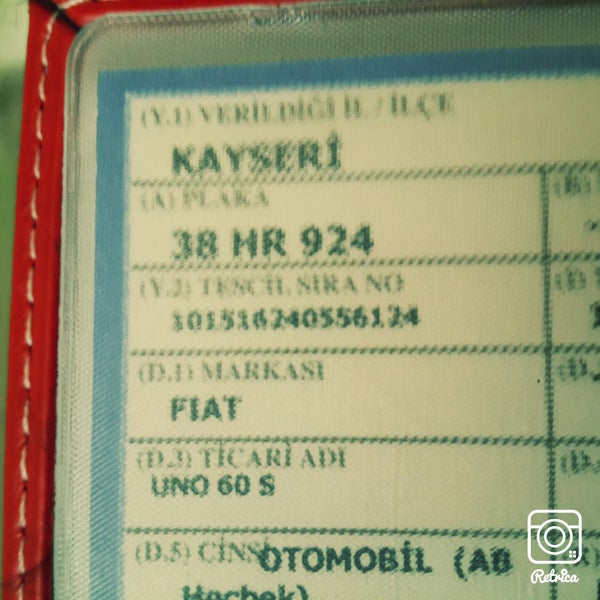 (Y.1) VERİLDİĞİ İL / İLÇE
KAYSERİ
(A) PLAKA
(B)
38 HR 924
(Y.2) TESCİL SIRA NO
(I)
101516240556124
(D.1) MARKASI
(D.
FIAT
(D.3) TİCARİ ADI
(D.
UNO 60 S
(D.5) CİNSİ OTOMOBİL (AB
Hecbek)
Retrica